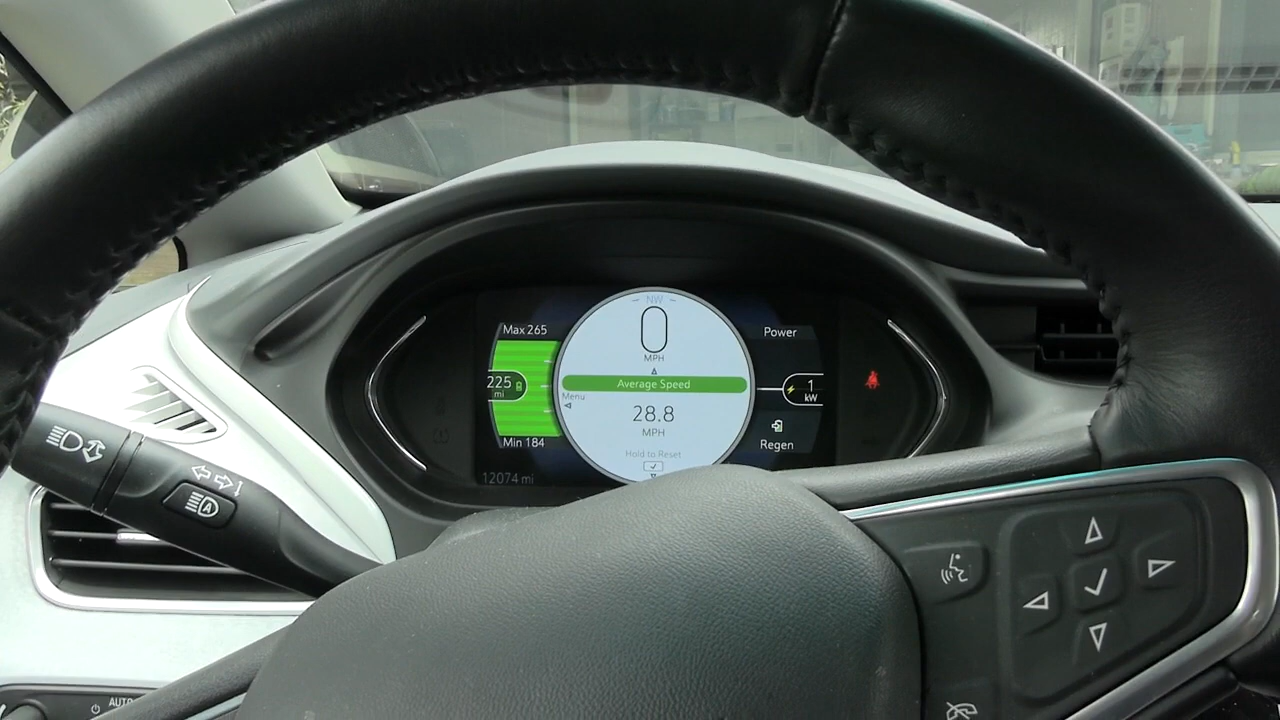 NW
0
MPH
Average Speed
28.8
MPH
Hold to Reset
Max 265
225
mi
Min 184
Menu
12074 mi
Power
1
kW
Regen
A
AUTO